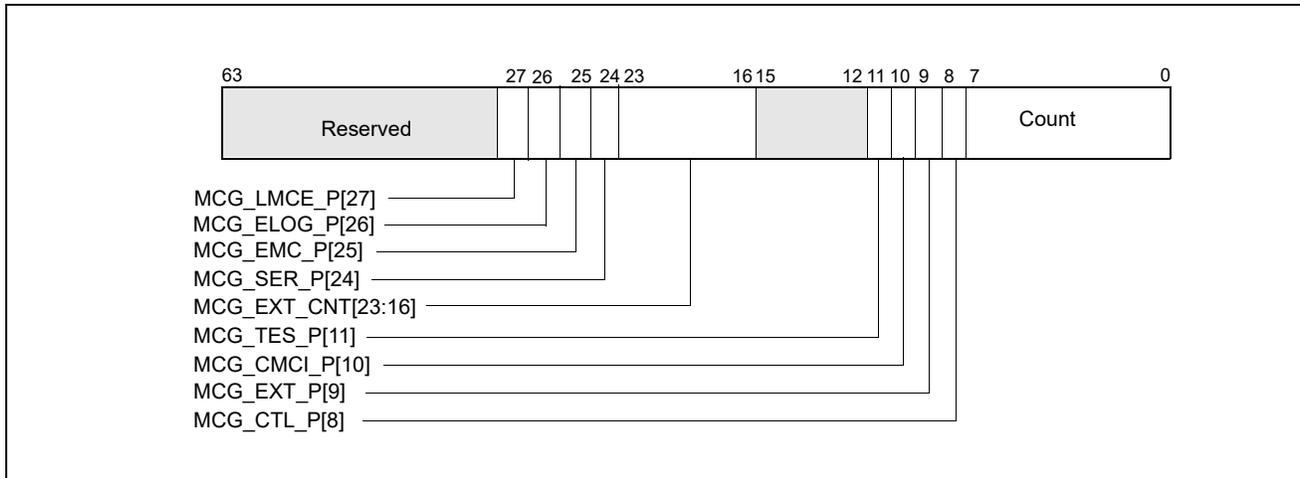 63 27 26 25 24 23 16 15 12 11 10 9 8 7 0
Reserved Count
MCG_LMCE_P[27]
MCG_ELOG_P[26]
MCG_EMC_P[25]
MCG_SER_P[24]
MCG_EXT_CNT[23:16]
MCG_TES_P[11]
MCG_CMCI_P[10]
MCG_EXT_P[9]
MCG_CTL_P[8]